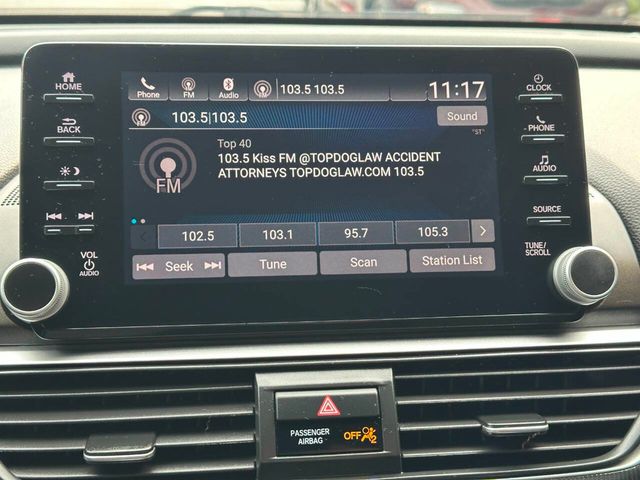 HOME
BACK
VOL
AUDIO
Phone
FM
Audio
103.5 103.5
11:17
103.5|103.5
Sound
"ST"
FM
Top 40
103.5 Kiss FM @TOPDOGLAW ACCIDENT
ATTORNEYS TOPDOGLAW.COM 103.5
102.5 103.1 95.7 105.3
Seek Tune Scan Station List
CLOCK
PHONE
AUDIO
SOURCE
TUNE/
SCROLL
PASSENGER
AIRBAG
OFF
2